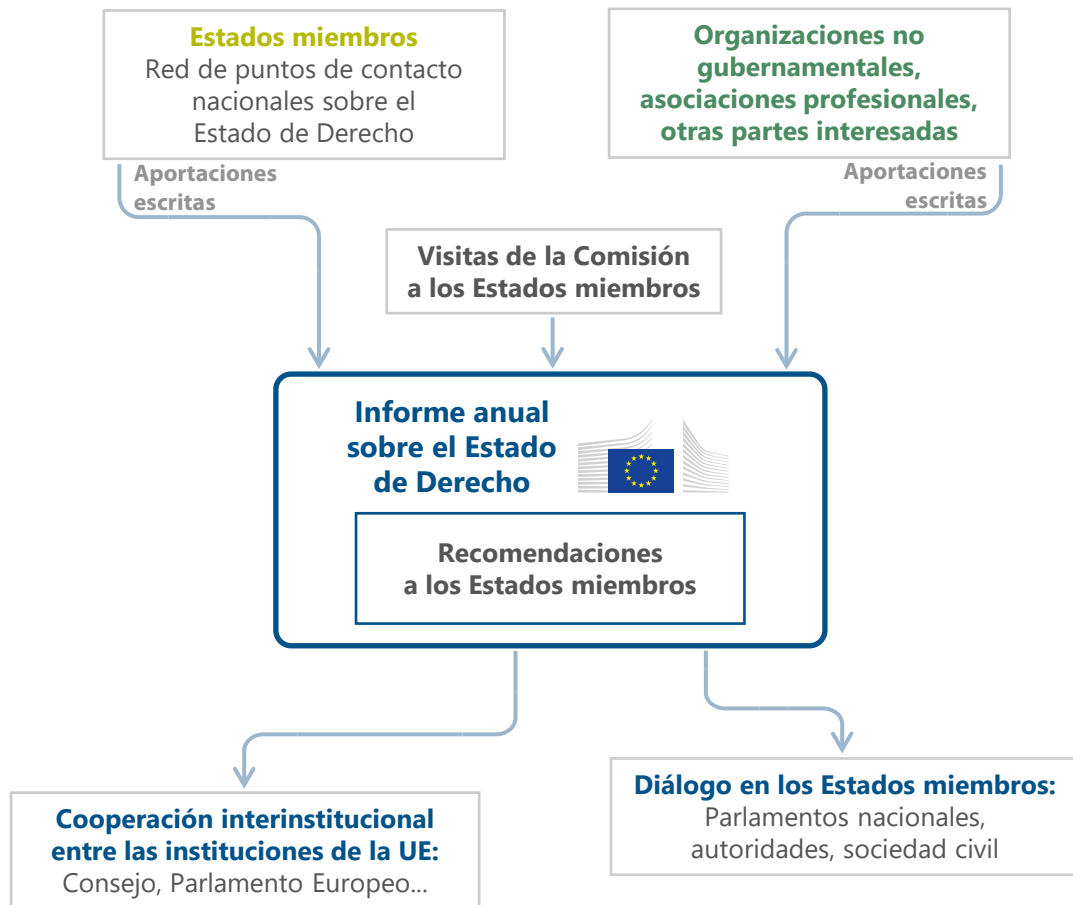 Estados miembros
Red de puntos de contacto
nacionales sobre el
Estado de Derecho
Organizaciones no
gubernamentales,
asociaciones profesionales,
otras partes interesadas
Aportaciones
escritas
Aportaciones
escritas
Visitas de la Comisión
a los Estados miembros
Informe anual
sobre el Estado
de Derecho
Recomendaciones
a los Estados miembros
Cooperación interinstitucional
entre las instituciones de la UE:
Consejo, Parlamento Europeo...
Diálogo en los Estados miembros:
Parlamentos nacionales,
autoridades, sociedad civil